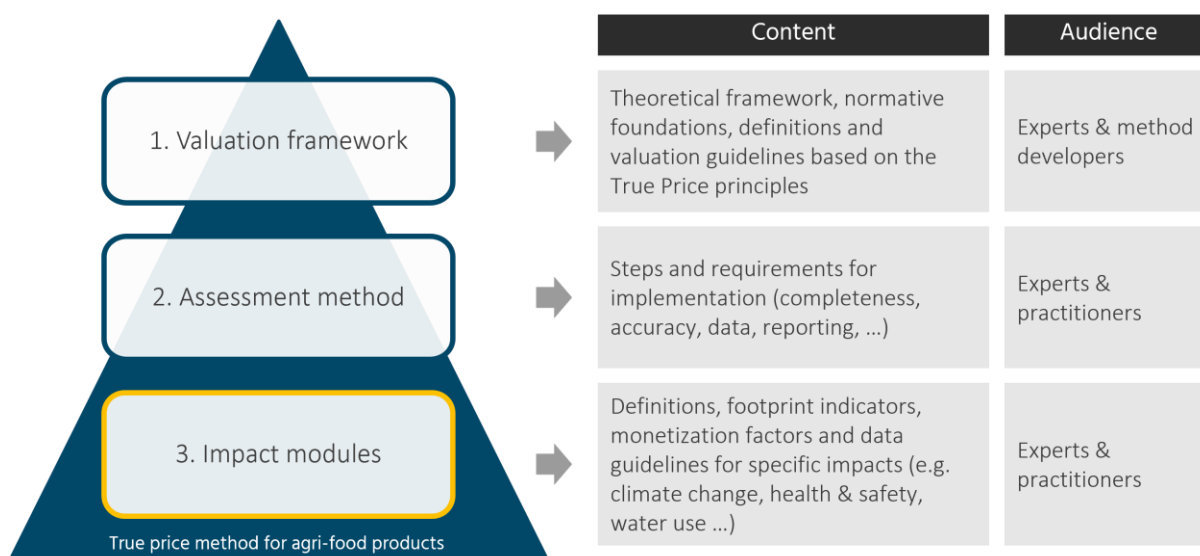 Content
Audience
1. Valuation framework
Theoretical framework, normative
foundations, definitions and
valuation guidelines based on the
True Price principles
Experts & method
developers
2. Assessment method
Steps and requirements for
implementation (completeness,
accuracy, data, reporting, ...)
Experts &
practitioners
3. Impact modules
Definitions, footprint indicators,
monetization factors and data
guidelines for specific impacts (e.g.
climate change, health & safety,
water use ...)
Experts &
practitioners
True price method for agri-food products